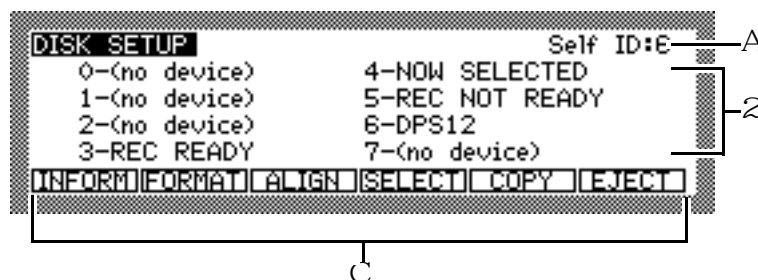 DISK SETUP Self ID:6 A
0-(no device) 4-NOW SELECTED
1-(no device) 5-REC NOT READY
2-(no device) 6-DPS12 2
3-REC READY 7-(no device)
INFORM FORMAT ALIGN SELECT COPY EJECT
C